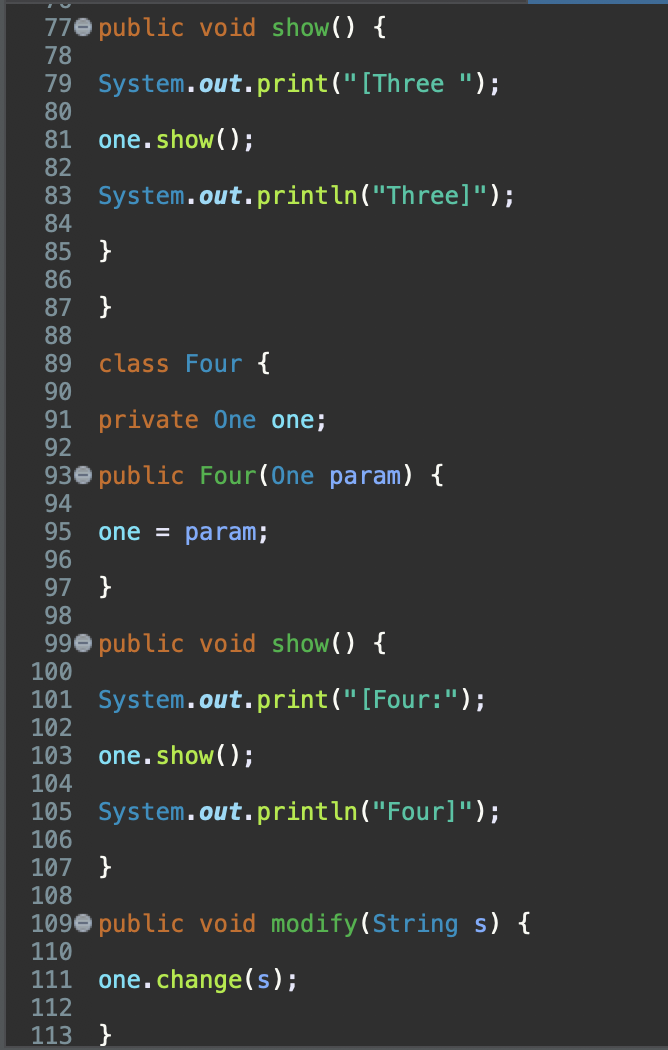 77 public void show() {
78
79 System.out.print("[Three ");
80
81 one.show();
82
83 System.out.println("Three]");
84
85 }
86
87 }
88
89 class Four {
90
91 private One one;
92
93 public Four(One param) {
94
95 one = param;
96
97 }
98
99 public void show() {
100
101 System.out.print("[Four:");
102
103 one.show();
104
105 System.out.println("Four]");
106
107 }
108
109 public void modify(String s) {
110
111 one.change(s);
112
113 }